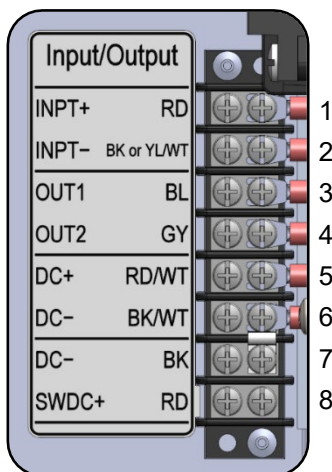 Input/Output
INPT+ RD 1
INPT− BK or YL/WT 2
OUT1 BL 3
OUT2 GY 4
DC+ RD/WT 5
DC− BK/WT 6
DC− BK 7
SWDC+ RD 8